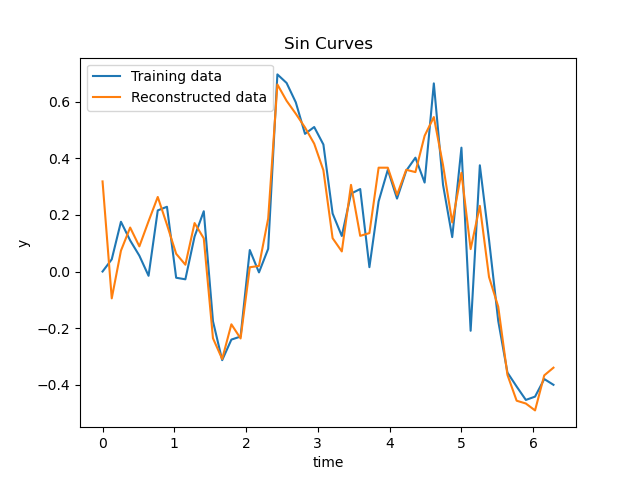 Sin Curves
Training data
Reconstructed data
y
0.6
0.4
0.2
0.0
−0.2
−0.4
0 1 2 3 4 5 6
time